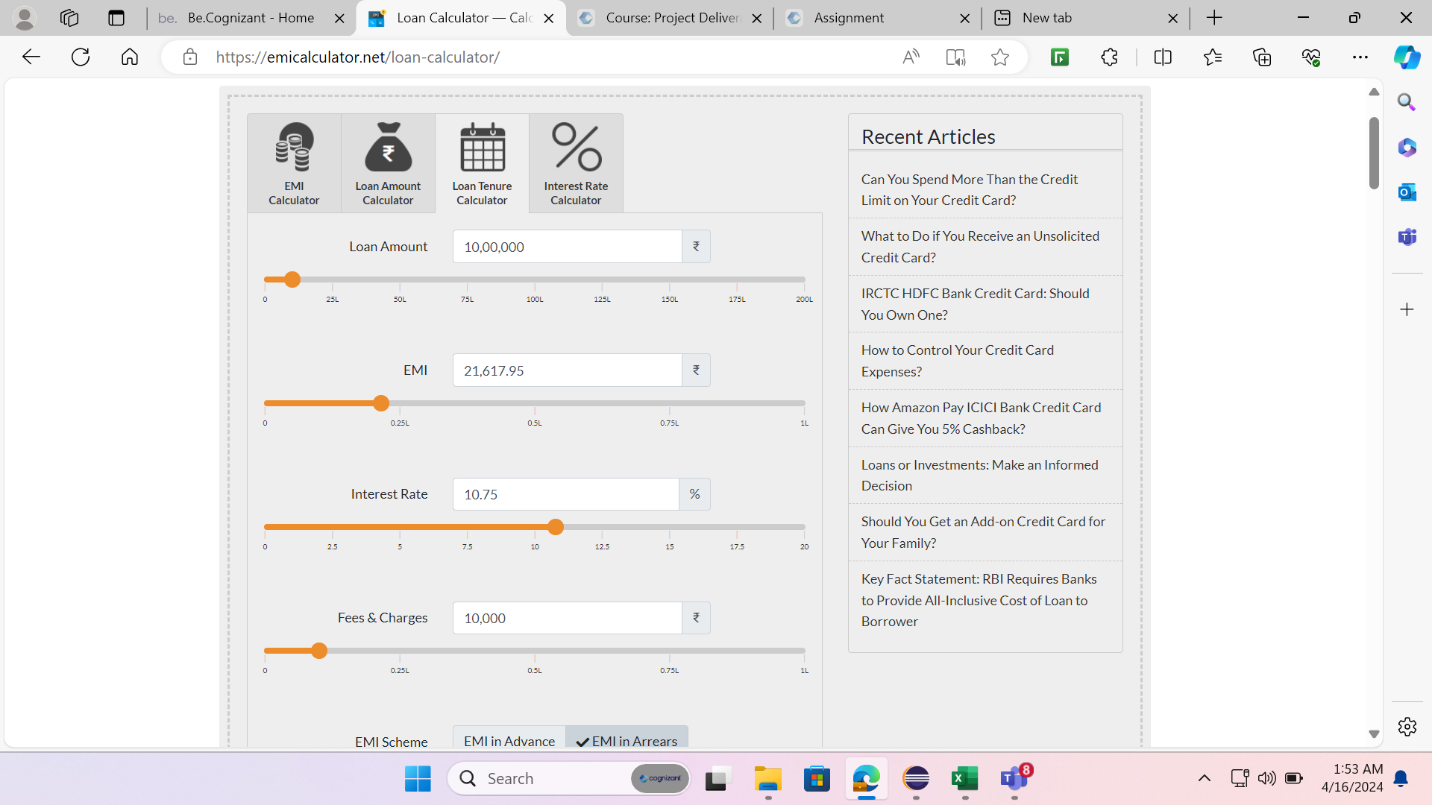 be. Be.Cognizant - Home
Loan Calculator — Calc
Course: Project Deliver
Assignment
New tab
https://emicalculator.net/loan-calculator/
EMI
Calculator
Loan Amount
Calculator
Loan Tenure
Calculator
Interest Rate
Calculator
Loan Amount 10,00,000 ₹
0 25L 50L 75L 100L 125L 150L 175L 200L
EMI 21,617.95 ₹
0 0.25L 0.5L 0.75L 1L
Interest Rate 10.75 %
0 2.5 5 7.5 10 12.5 15 17.5 20
Fees & Charges 10,000 ₹
0 0.25L 0.5L 0.75L 1L
EMI Scheme EMI in Advance EMI in Arrears
Recent Articles
Can You Spend More Than the Credit
Limit on Your Credit Card?
What to Do if You Receive an Unsolicited
Credit Card?
IRCTC HDFC Bank Credit Card: Should
You Own One?
How to Control Your Credit Card
Expenses?
How Amazon Pay ICICI Bank Credit Card
Can Give You 5% Cashback?
Loans or Investments: Make an Informed
Decision
Should You Get an Add-on Credit Card for
Your Family?
Key Fact Statement: RBI Requires Banks
to Provide All-Inclusive Cost of Loan to
Borrower
Search
cognizant
8
1:53 AM
4/16/2024